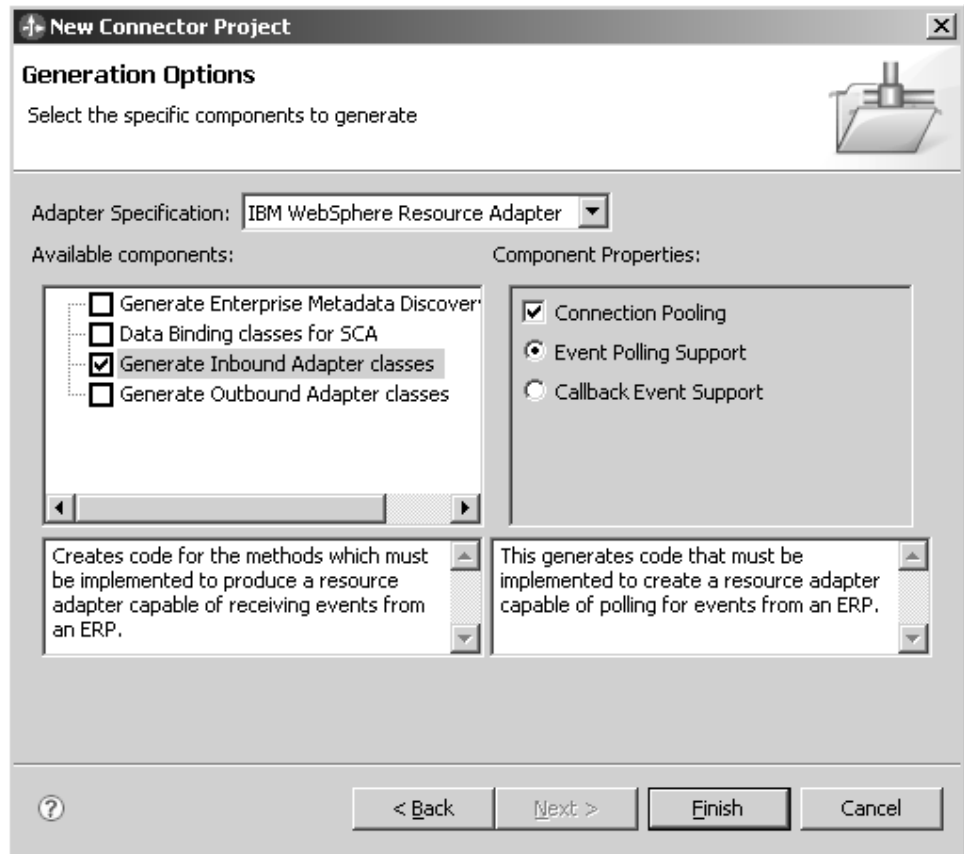 New Connector Project
Generation Options
Select the specific components to generate
Adapter Specification: IBM WebSphere Resource Adapter
Available components:
Generate Enterprise Metadata Discover
Data Binding classes for SCA
Generate Inbound Adapter classes
Generate Outbound Adapter classes
Component Properties:
Connection Pooling
Event Polling Support
Callback Event Support
Creates code for the methods which must
be implemented to produce a resource
adapter capable of receiving events from
an ERP.
This generates code that must be
implemented to create a resource adapter
capable of polling for events from an ERP.
?
< Back
Next >
Finish
Cancel